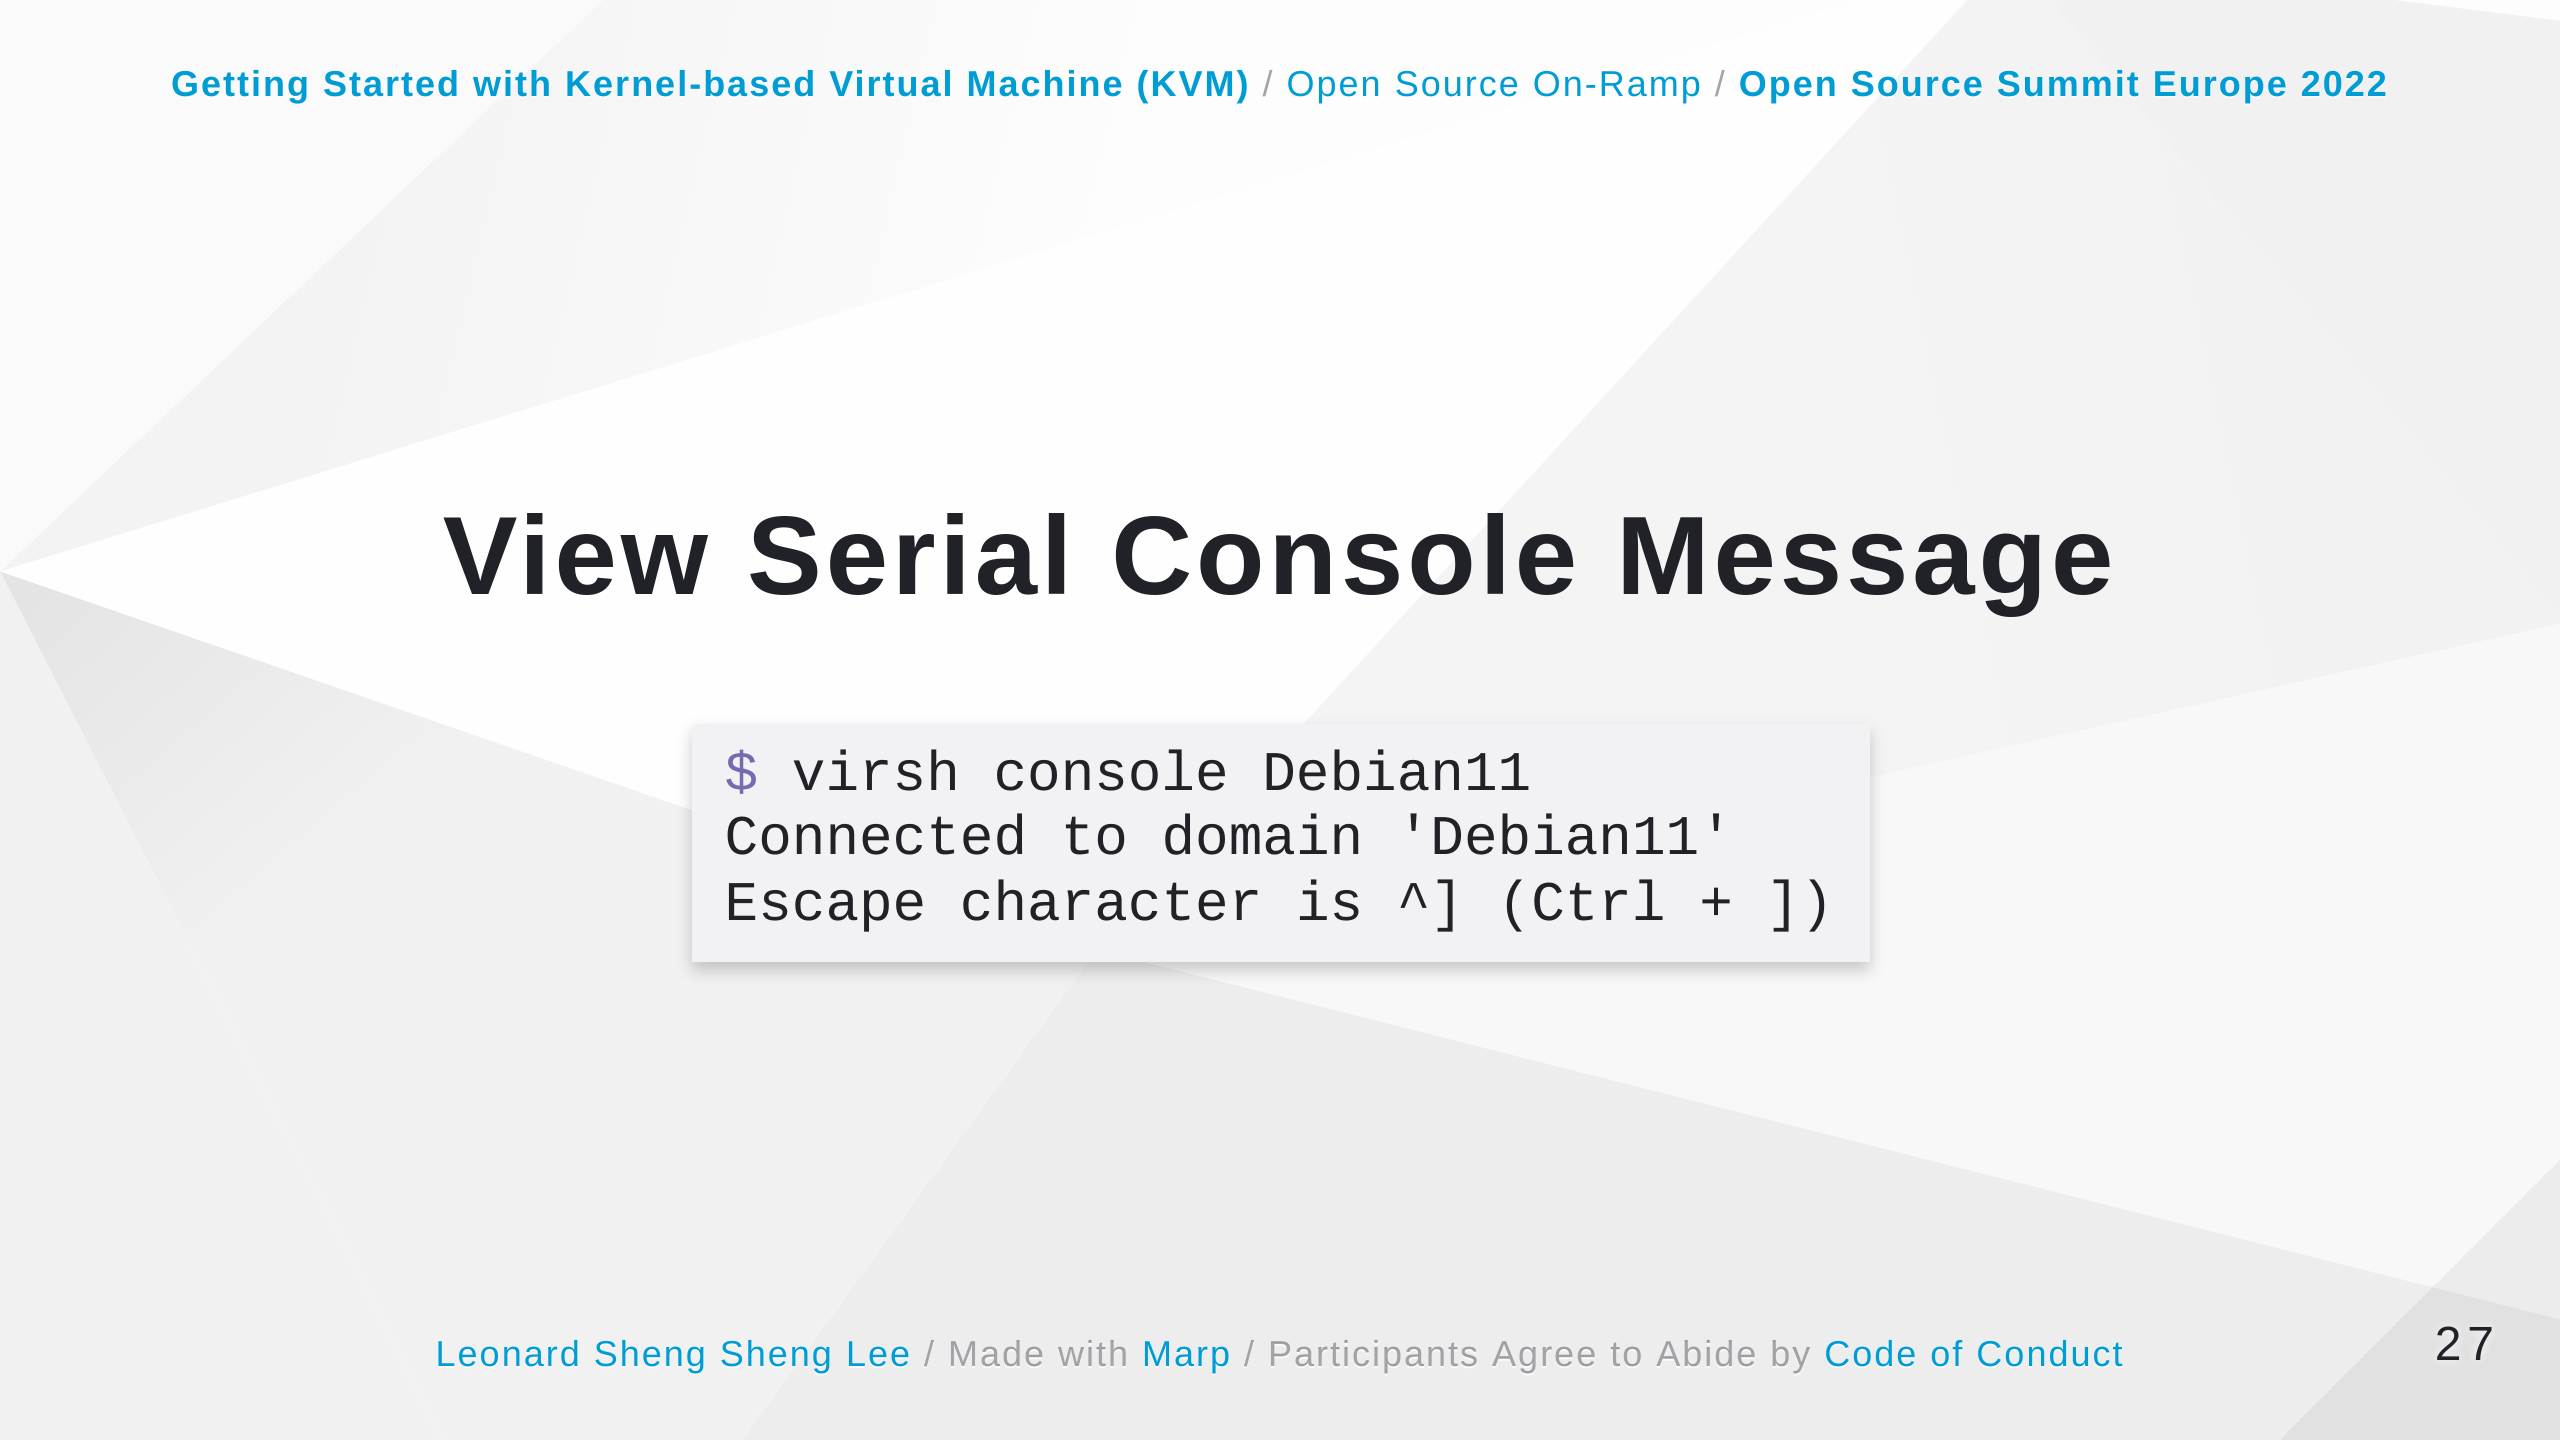 Getting Started with Kernel-based Virtual Machine (KVM) / Open Source On-Ramp / Open Source Summit Europe 2022
View Serial Console Message
$ virsh console Debian11
Connected to domain 'Debian11'
Escape character is ^] (Ctrl + ])
Leonard Sheng Sheng Lee / Made with Marp / Participants Agree to Abide by Code of Conduct
27